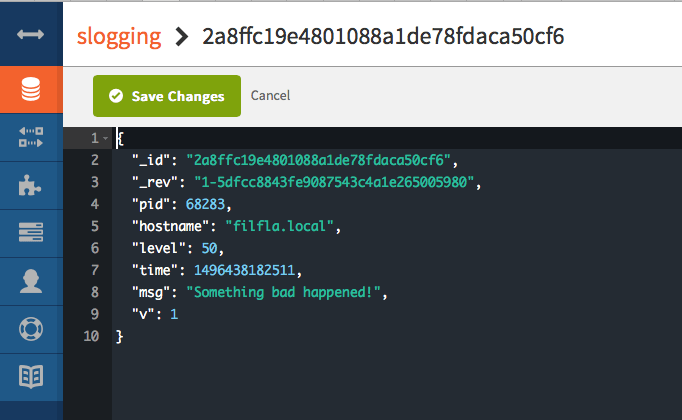 slogging > 2a8ffc19e4801088a1de78fdaca50cf6
Save Changes Cancel
1 {
2 "_id": "2a8ffc19e4801088a1de78fdaca50cf6",
3 "_rev": "1-5dfcc8843fe9087543c4a1e265005980",
4 "pid": 68283,
5 "hostname": "filfla.local",
6 "level": 50,
7 "time": 1496438182511,
8 "msg": "Something bad happened!",
9 "v": 1
10 }